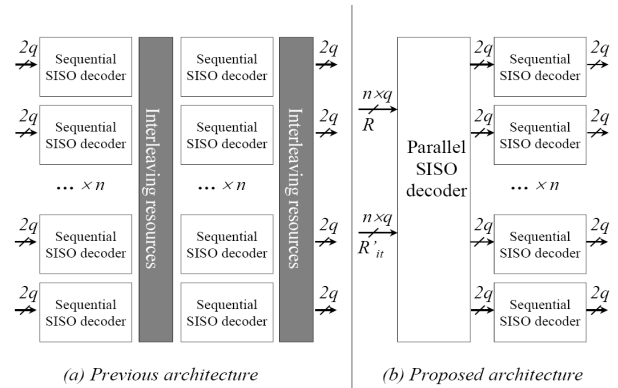 2q
Sequential
SISO decoder
2q
Sequential
SISO decoder
... × n
2q
Sequential
SISO decoder
2q
Sequential
SISO decoder
Interleaving resources
Sequential
SISO decoder
Sequential
SISO decoder
... × n
Sequential
SISO decoder
Sequential
SISO decoder
Interleaving resources
2q
2q
2q
2q
(a) Previous architecture
n×q
R
n×q
R'it
Parallel
SISO
decoder
2q
Sequential
SISO decoder
2q
2q
Sequential
SISO decoder
2q
... × n
2q
Sequential
SISO decoder
2q
2q
Sequential
SISO decoder
2q
(b) Proposed architecture